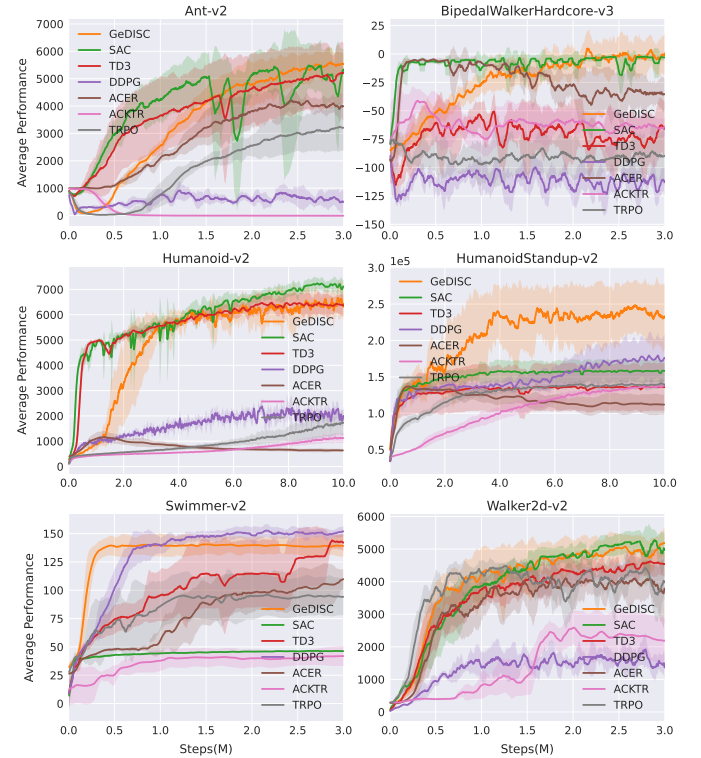 Ant-v2
Average Performance
7000
6000
5000
4000
3000
2000
1000
0
GeDISC
SAC
TD3
DDPG
ACER
ACKTR
TRPO
0.0 0.5 1.0 1.5 2.0 2.5 3.0
BipedalWalkerHardcore-v3
25
0
−25
−50
−75
−100
−125
−150
GeDISC
SAC
TD3
DDPG
ACER
ACKTR
TRPO
0.0 0.5 1.0 1.5 2.0 2.5 3.0
Humanoid-v2
Average Performance
7000
6000
5000
4000
3000
2000
1000
0
GeDISC
SAC
TD3
DDPG
ACER
ACKTR
TRPO
0.0 2.0 4.0 6.0 8.0 10.0
HumanoidStandup-v2
1e5
3.0
2.5
2.0
1.5
1.0
0.5
GeDISC
SAC
TD3
DDPG
ACER
ACKTR
TRPO
0.0 2.0 4.0 6.0 8.0 10.0
Swimmer-v2
Average Performance
150
125
100
75
50
25
0
GeDISC
SAC
TD3
DDPG
ACER
ACKTR
TRPO
0.0 0.5 1.0 1.5 2.0 2.5 3.0
Steps(M)
Walker2d-v2
6000
5000
4000
3000
2000
1000
0
GeDISC
SAC
TD3
DDPG
ACER
ACKTR
TRPO
0.0 0.5 1.0 1.5 2.0 2.5 3.0
Steps(M)